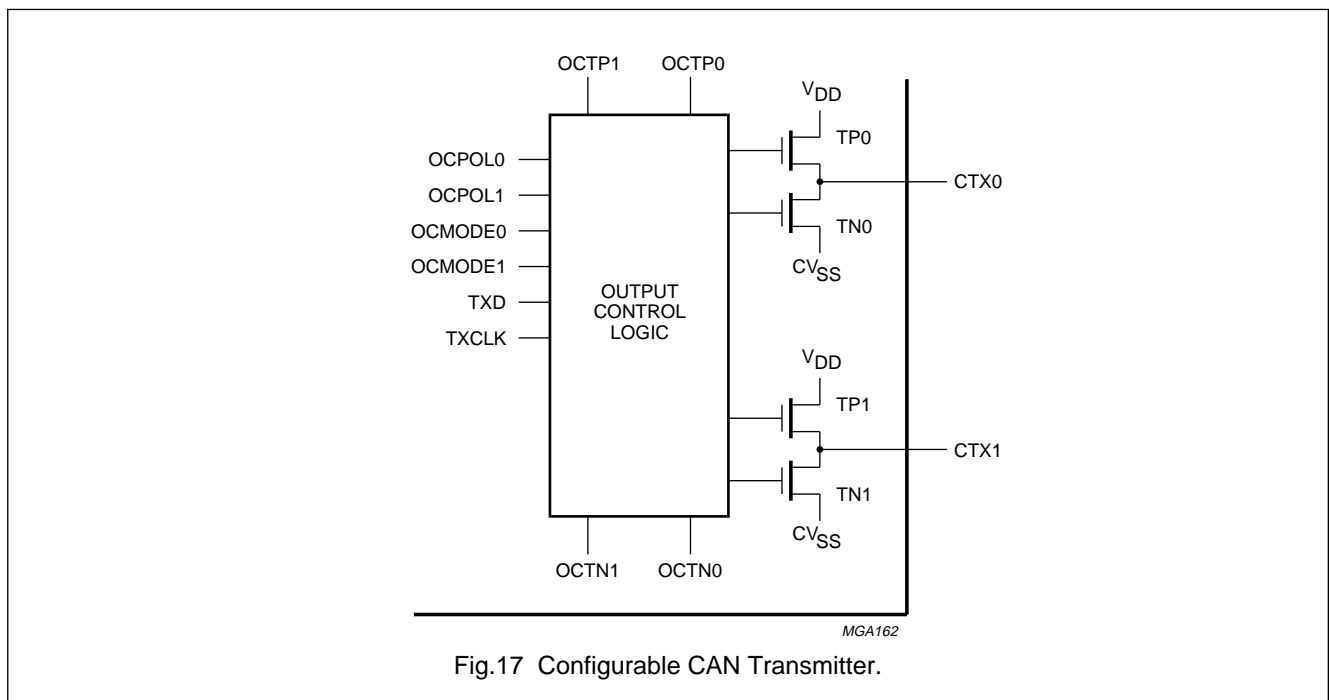 OCTP1 OCTP0
VDD
TP0
OCPOL0
CTX0
OCPOL1
TN0
OCMODE0
CVSS
OCMODE1
OUTPUT
CONTROL
LOGIC
TXD
TXCLK
VDD
TP1
CTX1
TN1
CVSS
OCTN1 OCTN0
MGA162
Fig.17 Configurable CAN Transmitter.